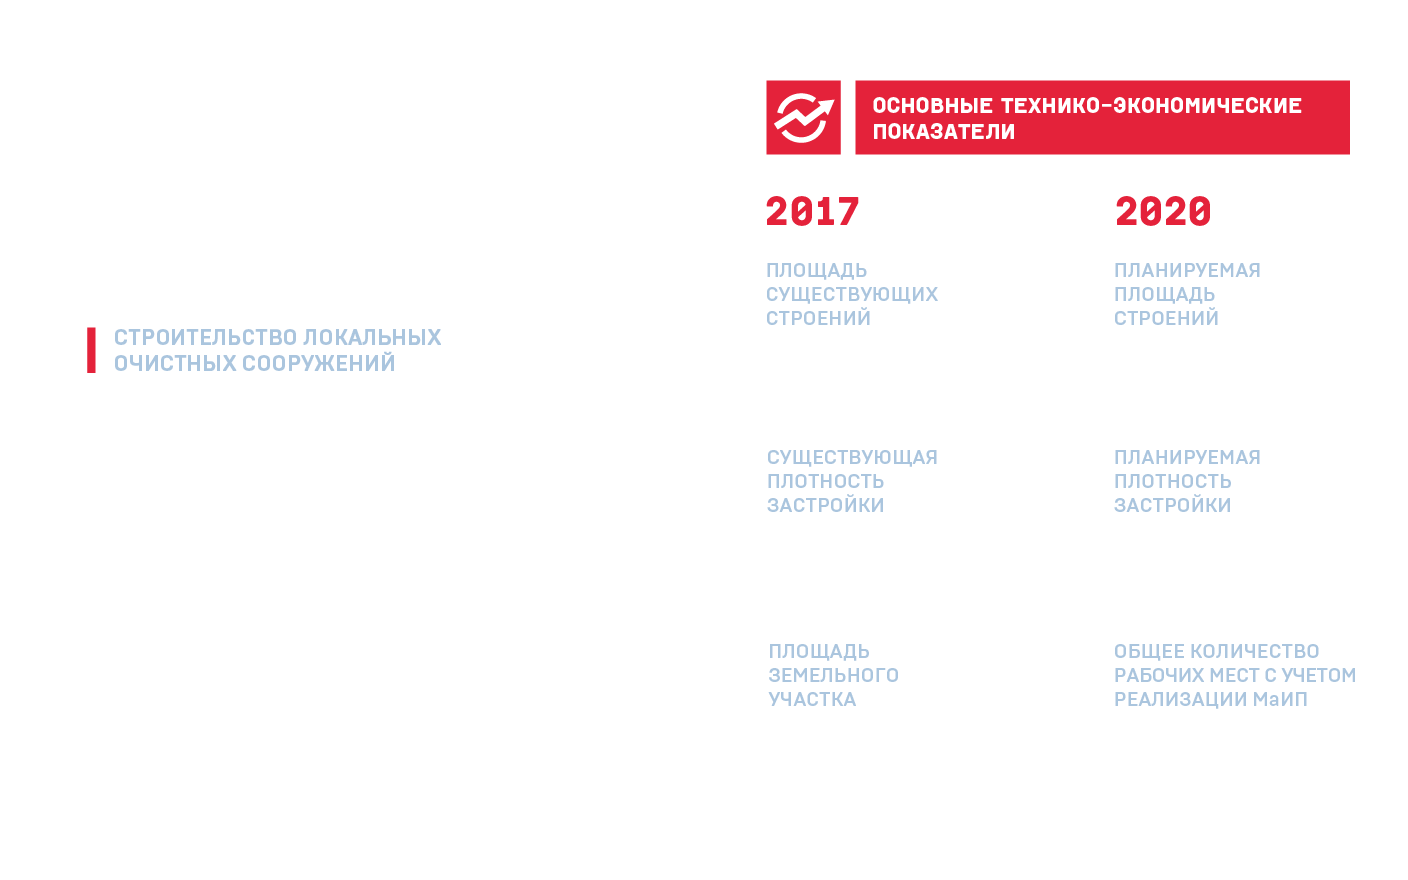 СТРОИТЕЛЬСТВО ЛОКАЛЬНЫХ
ОЧИСТНЫХ СООРУЖЕНИЙ
ОСНОВНЫЕ ТЕХНИКО-ЭКОНОМИЧЕСКИЕ
ПОКАЗАТЕЛИ
2017
2020
ПЛОЩАДЬ
СУЩЕСТВУЮЩИХ
СТРОЕНИЙ
ПЛАНИРУЕМАЯ
ПЛОЩАДЬ
СТРОЕНИЙ
СУЩЕСТВУЮЩАЯ
ПЛОТНОСТЬ
ЗАСТРОЙКИ
ПЛАНИРУЕМАЯ
ПЛОТНОСТЬ
ЗАСТРОЙКИ
ПЛОЩАДЬ
ЗЕМЕЛЬНОГО
УЧАСТКА
ОБЩЕЕ КОЛИЧЕСТВО
РАБОЧИХ МЕСТ С УЧЕТОМ
РЕАЛИЗАЦИИ МаИП